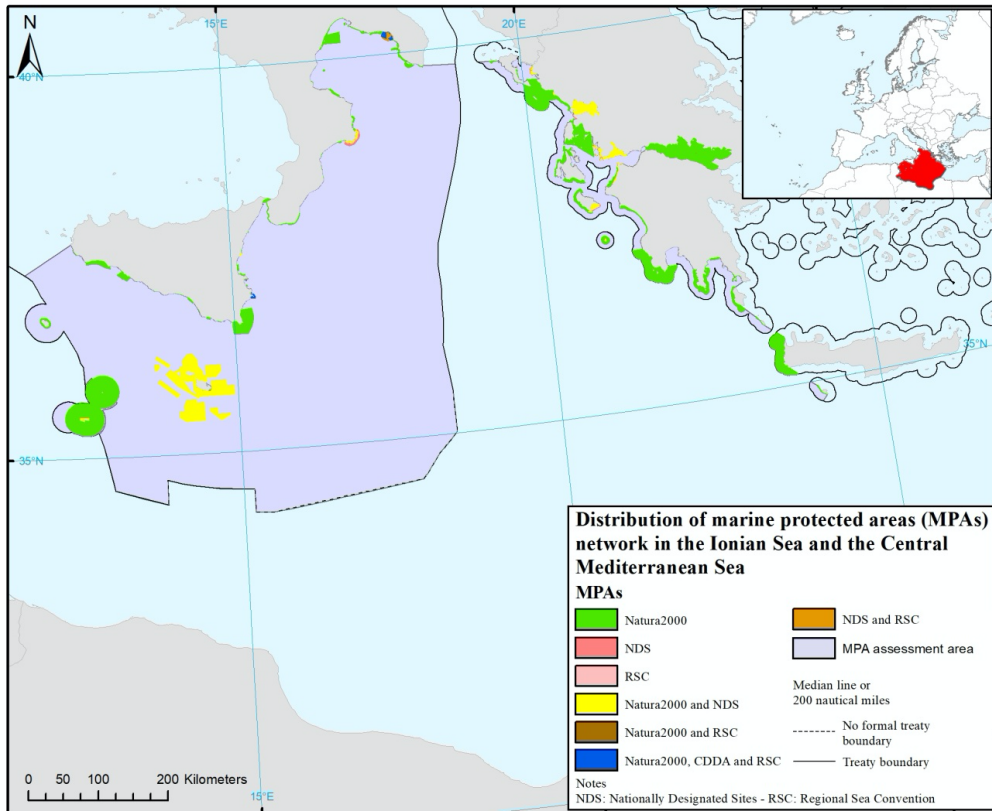 N
15°E
20°E
40°N
35°N
35°N
15°E
0 50 100 200 Kilometers
Distribution of marine protected areas (MPAs)
network in the Ionian Sea and the Central
Mediterranean Sea
MPAs
Natura2000
NDS
RSC
Natura2000 and NDS
Natura2000 and RSC
Natura2000, CDDA and RSC
NDS and RSC
MPA assessment area
Median line or
200 nautical miles
No formal treaty
boundary
Treaty boundary
Notes
NDS: Nationally Designated Sites - RSC: Regional Sea Convention